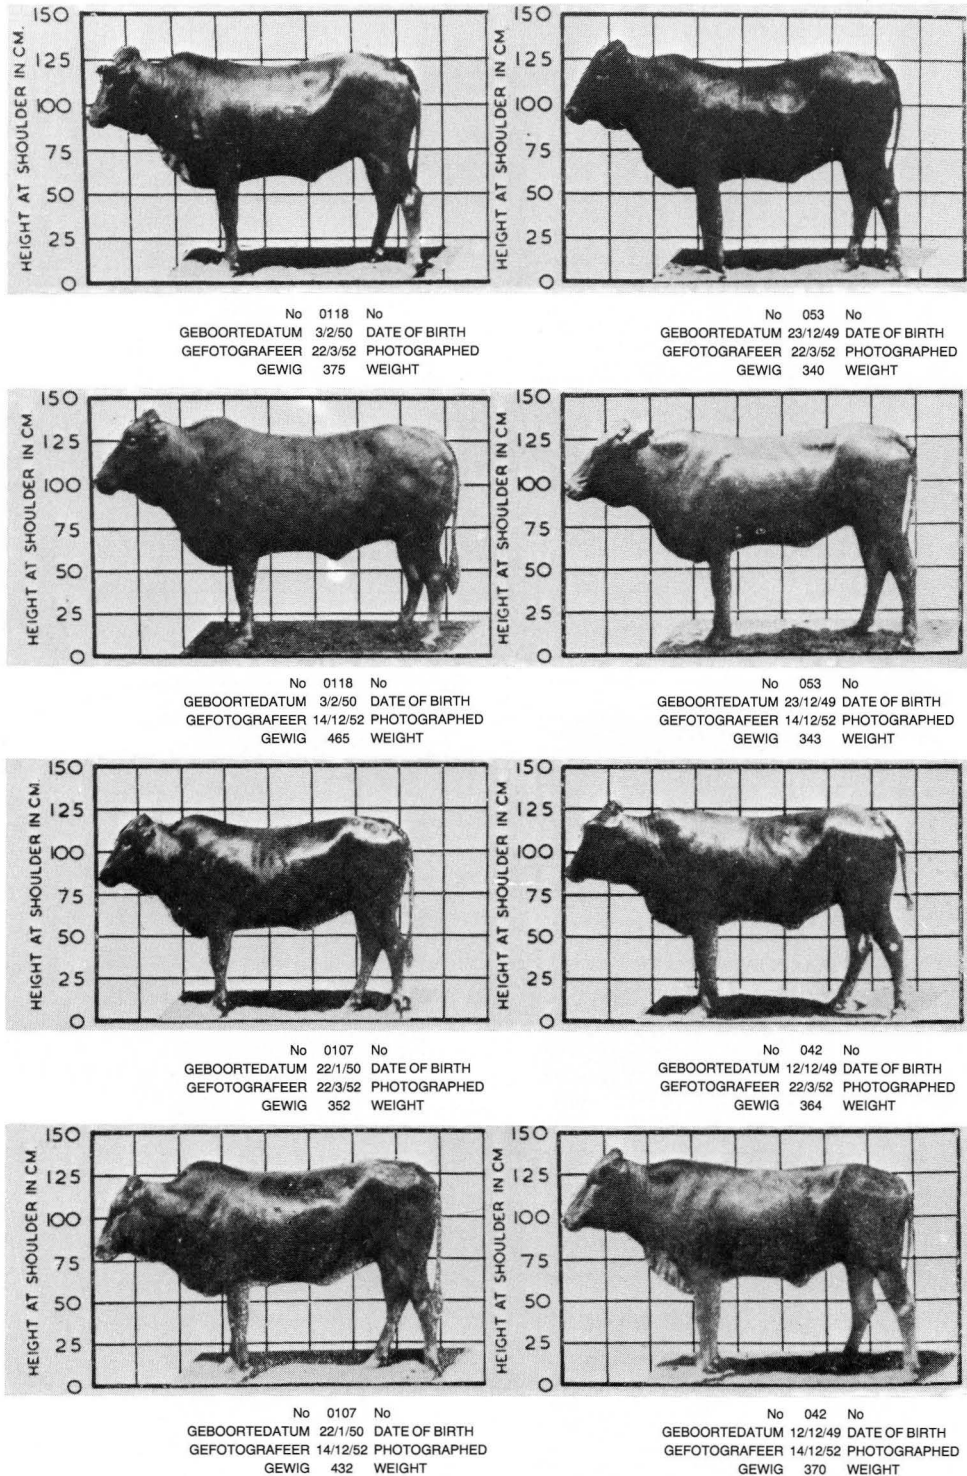 HEIGHT AT SHOULDER IN CM.
150
125
100
75
50
25
0
No 0118 No
GEBOORTEDATUM 3/2/50 DATE OF BIRTH
GEFOTOGRAFEER 22/3/52 PHOTOGRAPHED
GEWIG 375 WEIGHT
HEIGHT AT SHOULDER IN CM.
150
125
100
75
50
25
0
No 053 No
GEBOORTEDATUM 23/12/49 DATE OF BIRTH
GEFOTOGRAFEER 22/3/52 PHOTOGRAPHED
GEWIG 340 WEIGHT
HEIGHT AT SHOULDER IN CM
150
125
100
75
50
25
0
No 0118 No
GEBOORTEDATUM 3/2/50 DATE OF BIRTH
GEFOTOGRAFEER 14/12/52 PHOTOGRAPHED
GEWIG 465 WEIGHT
HEIGHT AT SHOULDER IN CM
150
125
100
75
50
25
0
No 053 No
GEBOORTEDATUM 23/12/49 DATE OF BIRTH
GEFOTOGRAFEER 14/12/52 PHOTOGRAPHED
GEWIG 343 WEIGHT
HEIGHT AT SHOULDER IN CM
150
125
100
75
50
25
0
No 0107 No
GEBOORTEDATUM 22/1/50 DATE OF BIRTH
GEFOTOGRAFEER 22/3/52 PHOTOGRAPHED
GEWIG 352 WEIGHT
HEIGHT AT SHOULDER IN CM
150
125
100
75
50
25
0
No 042 No
GEBOORTEDATUM 12/12/49 DATE OF BIRTH
GEFOTOGRAFEER 22/3/52 PHOTOGRAPHED
GEWIG 364 WEIGHT
HEIGHT AT SHOULDER IN CM
150
125
100
75
50
25
0
No 0107 No
GEBOORTEDATUM 22/1/50 DATE OF BIRTH
GEFOTOGRAFEER 14/12/52 PHOTOGRAPHED
GEWIG 432 WEIGHT
HEIGHT AT SHOULDER IN CM
150
125
100
75
50
25
0
No 042 No
GEBOORTEDATUM 12/12/49 DATE OF BIRTH
GEFOTOGRAFEER 14/12/52 PHOTOGRAPHED
GEWIG 370 WEIGHT